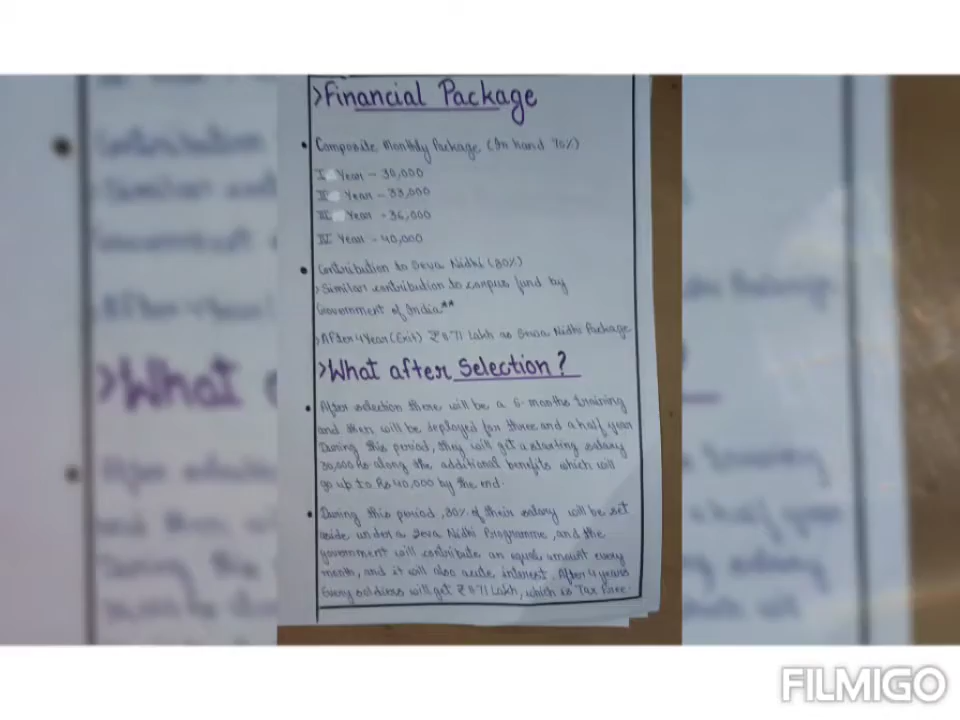 >Financial Package
• Composite Monthly Package (In hand 70%)
I Year - 30,000
II Year - 33,000
III Year - 36,000
IV Year - 40,000
• Contribution to Seva Nidhi (30%)
> Similar contribution to corpus fund by
Government of India**
> After 4 Year (Exit) ₹ 11.71 Lakh as Seva Nidhi Package
>What after Selection?
• After selection there will be a 6-months training
and then will be deployed for three and a half year
During this period, they will get a starting salary
30,000 Rs along the additional benefits which will
go up to Rs 40,000 by the end.
• During this period, 30% of their salary will be set
aside under a Seva Nidhi Programme, and the
government will contribute an equal amount every
month, and it will also acute interest. After 4 years
Every soldiers will get ₹ 11.71 Lakh, which is Tax Free.
FILMIGO